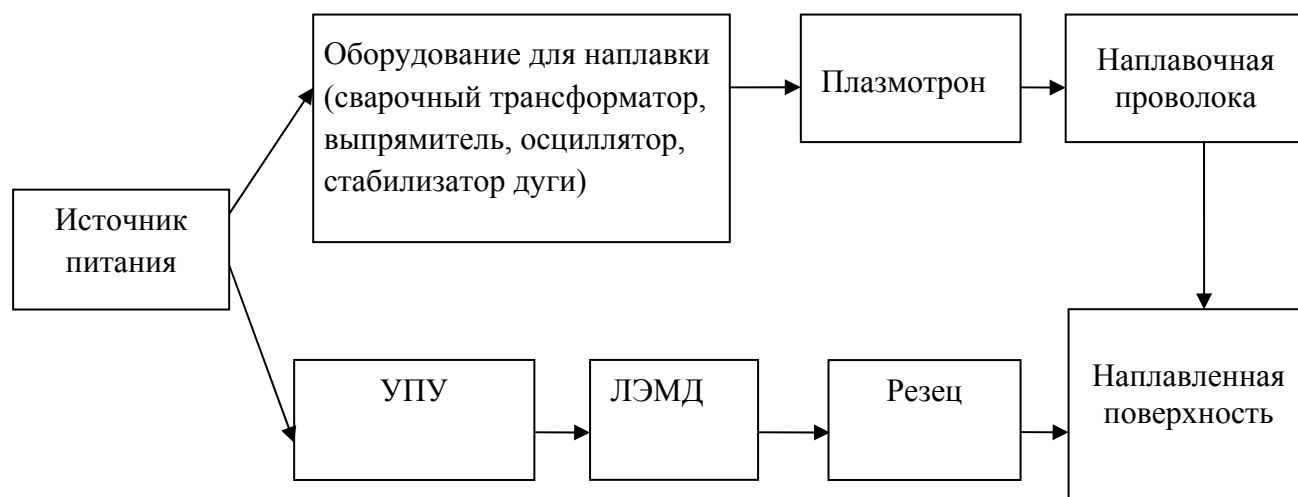 Оборудование для наплавки
(сварочный трансформатор,
выпрямитель, осциллятор,
стабилизатор дуги)
Плазмотрон
Наплавочная
проволока
Источник
питания
УПУ
ЛЭМД
Резец
Наплавленная
поверхность